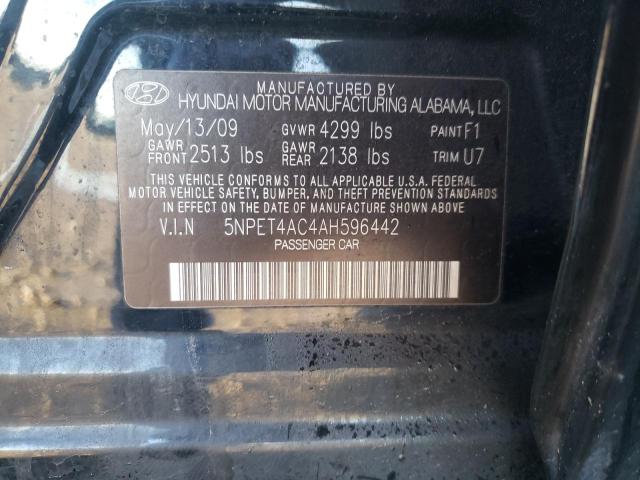 MANUFACTURED BY
HYUNDAI MOTOR MANUFACTURING ALABAMA, LLC
May/13/09 GVWR 4299 lbs PAINT F1
GAWR FRONT 2513 lbs GAWR REAR 2138 lbs TRIM U7
THIS VEHICLE CONFORMS TO ALL APPLICABLE U.S.A. FEDERAL
MOTOR VEHICLE SAFETY, BUMPER, AND THEFT PREVENTION STANDARDS
IN EFFECT ON THE DATE OF MANUFACTURE SHOWN ABOVE.
V.I.N 5NPET4AC4AH596442
PASSENGER CAR